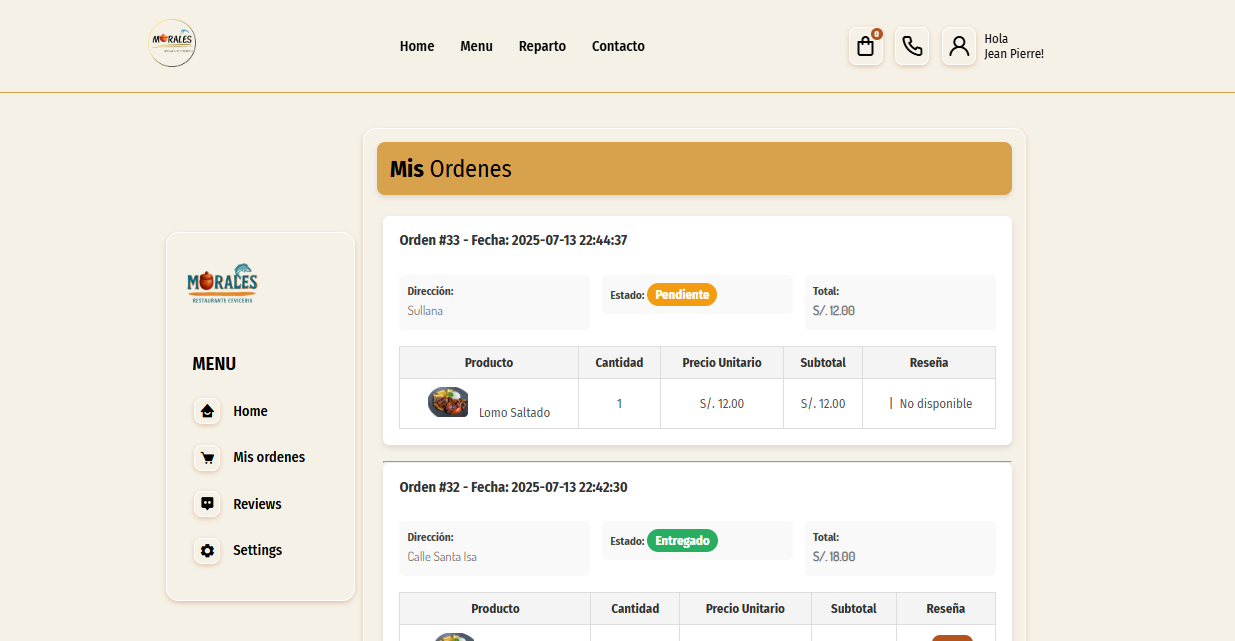 MORALES
Home Menu Reparto Contacto
0
Hola
Jean Pierre!
Mis Ordenes
MORALES
RESTAURANTE CEVICERIA
MENU
Home
Mis ordenes
Reviews
Settings
Orden #33 - Fecha: 2025-07-13 22:44:37
Dirección:
Sullana
Estado: Pendiente
Total:
S/. 12.00
Producto Cantidad Precio Unitario Subtotal Reseña
Lomo Saltado 1 S/. 12.00 S/. 12.00 | No disponible
Orden #32 - Fecha: 2025-07-13 22:42:30
Dirección:
Calle Santa Isa
Estado: Entregado
Total:
S/. 18.00
Producto Cantidad Precio Unitario Subtotal Reseña